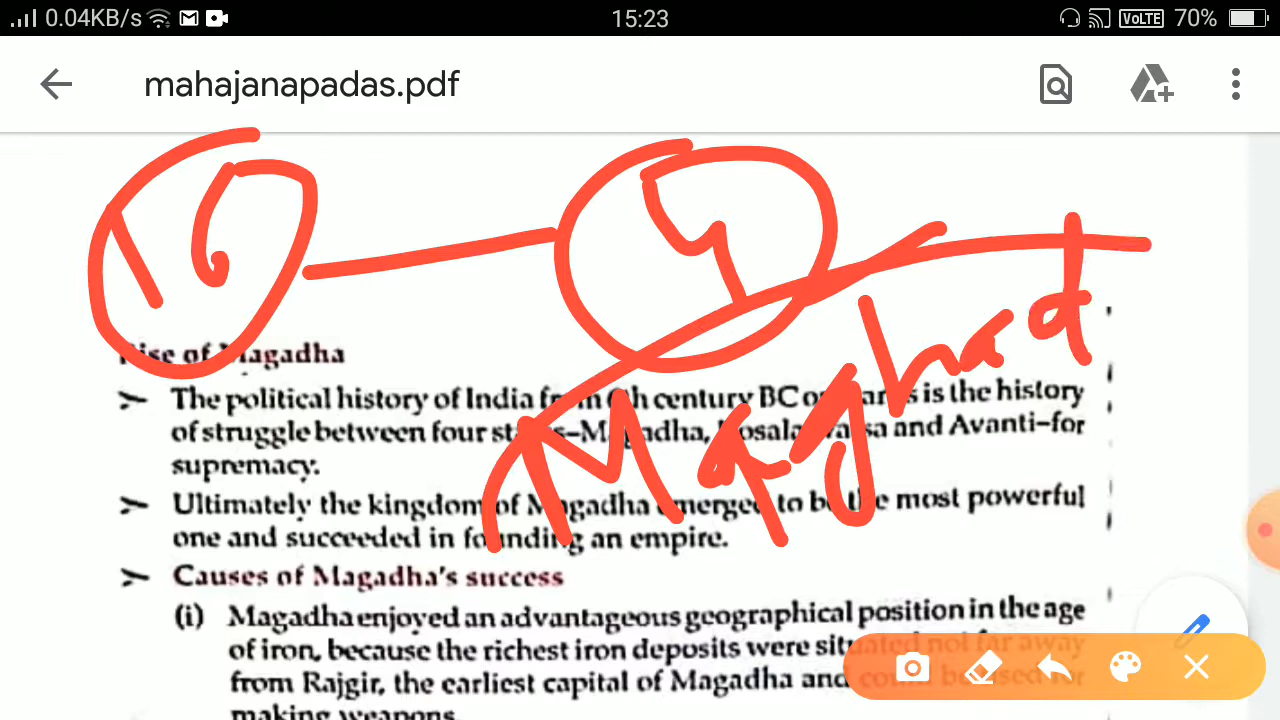 0.04KB/s 15:23 VoLTE 70%
mahajanapadas.pdf
16 4
Maghad
Rise of Magadha
➢ The political history of India from 6th century BC onwards is the history
of struggle between four states–Magadha, Kosala, Vatsa and Avanti–for
supremacy.
➢ Ultimately the kingdom of Magadha emerged to be the most powerful
one and succeeded in founding an empire.
➢ Causes of Magadha's success
(i) Magadha enjoyed an advantageous geographical position in the age
of iron, because the richest iron deposits were situated not far away
from Rajgir, the earliest capital of Magadha and could be used for
making weapons.